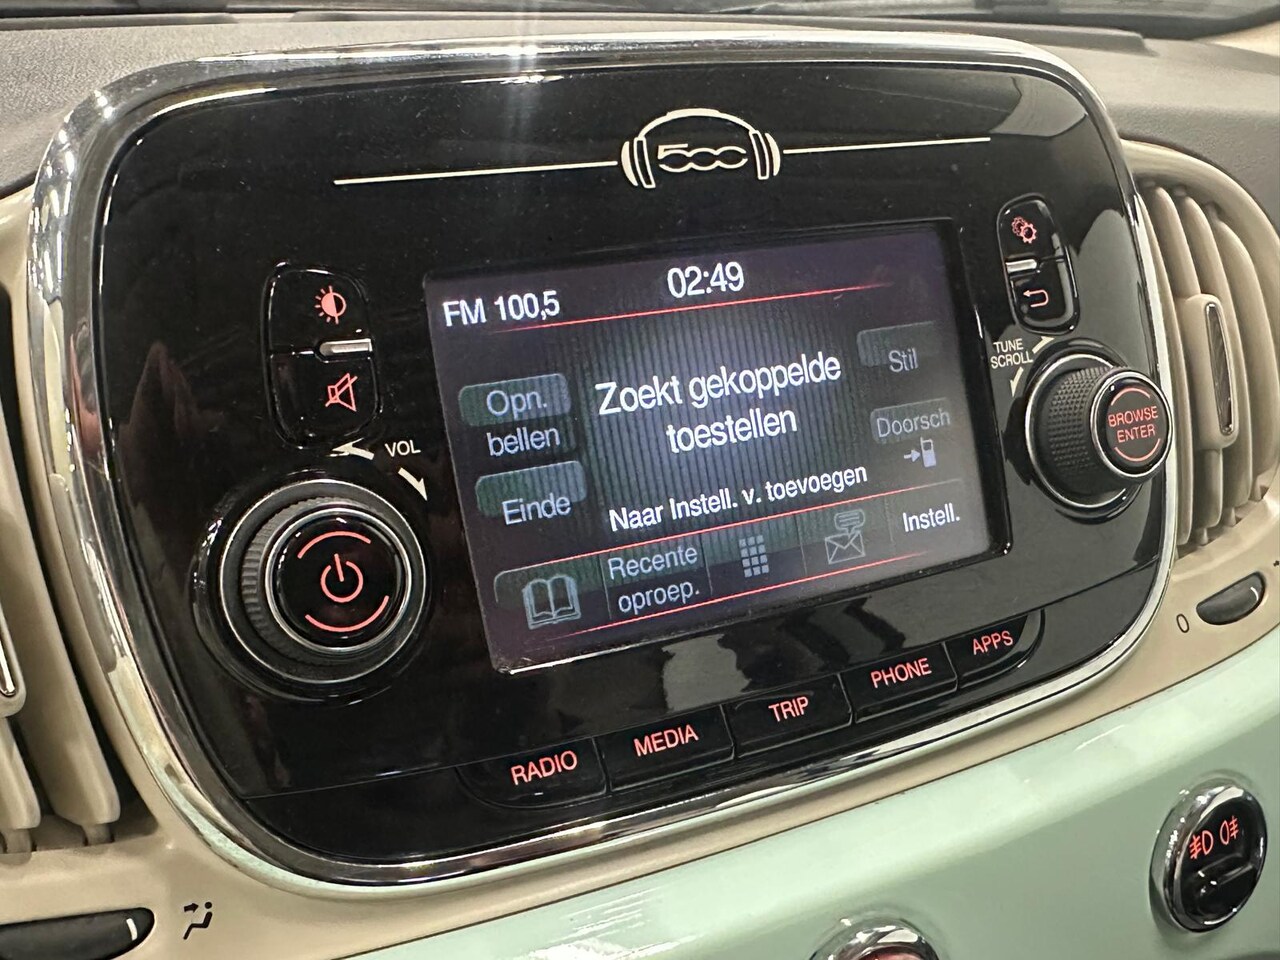 500
02:49
FM 100,5
Zoekt gekoppelde
toestellen
Opn.
bellen
Einde
Stil
Doorsch
Naar Instell. v. toevoegen
Recente
oproep.
Instell.
VOL
TUNE
SCROLL
BROWSE
ENTER
RADIO
MEDIA
TRIP
PHONE
APPS
0